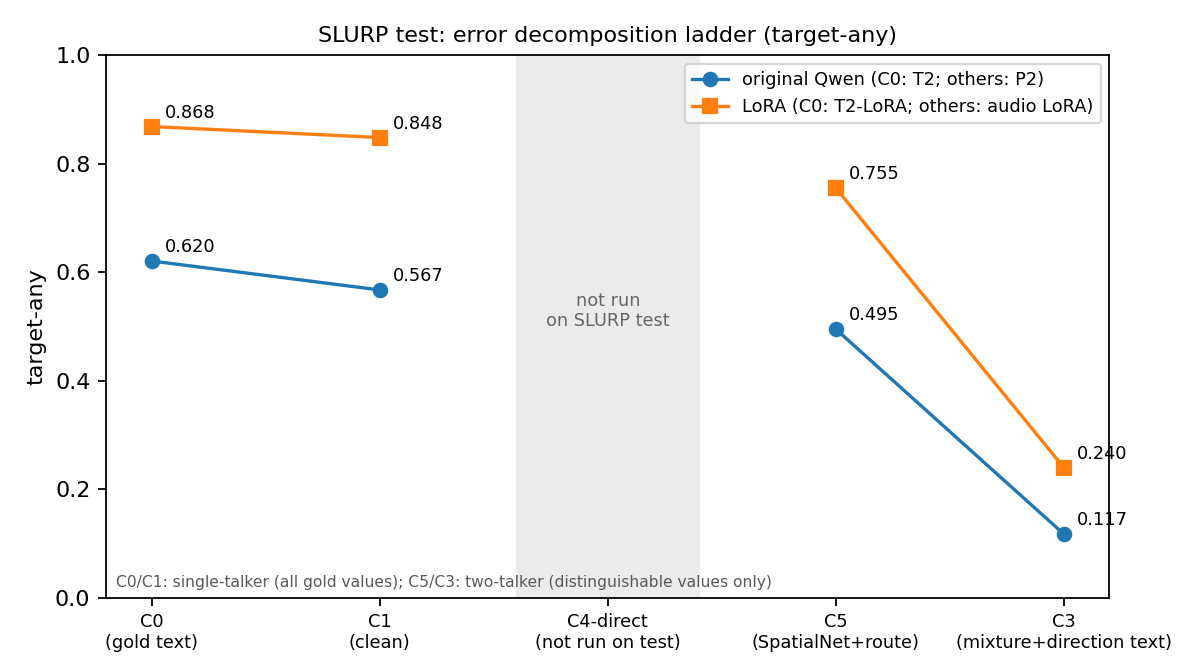 SLURP test: error decomposition ladder (target-any)
original Qwen (C0: T2; others: P2)
LoRA (C0: T2-LoRA; others: audio LoRA)
target-any
1.0
0.8
0.6
0.4
0.2
0.0
0.868
0.848
0.755
0.240
0.620
0.567
0.495
0.117
not run
on SLURP test
C0/C1: single-talker (all gold values); C5/C3: two-talker (distinguishable values only)
C0
(gold text)
C1
(clean)
C4-direct
(not run on test)
C5
(SpatialNet+route)
C3
(mixture+direction text)